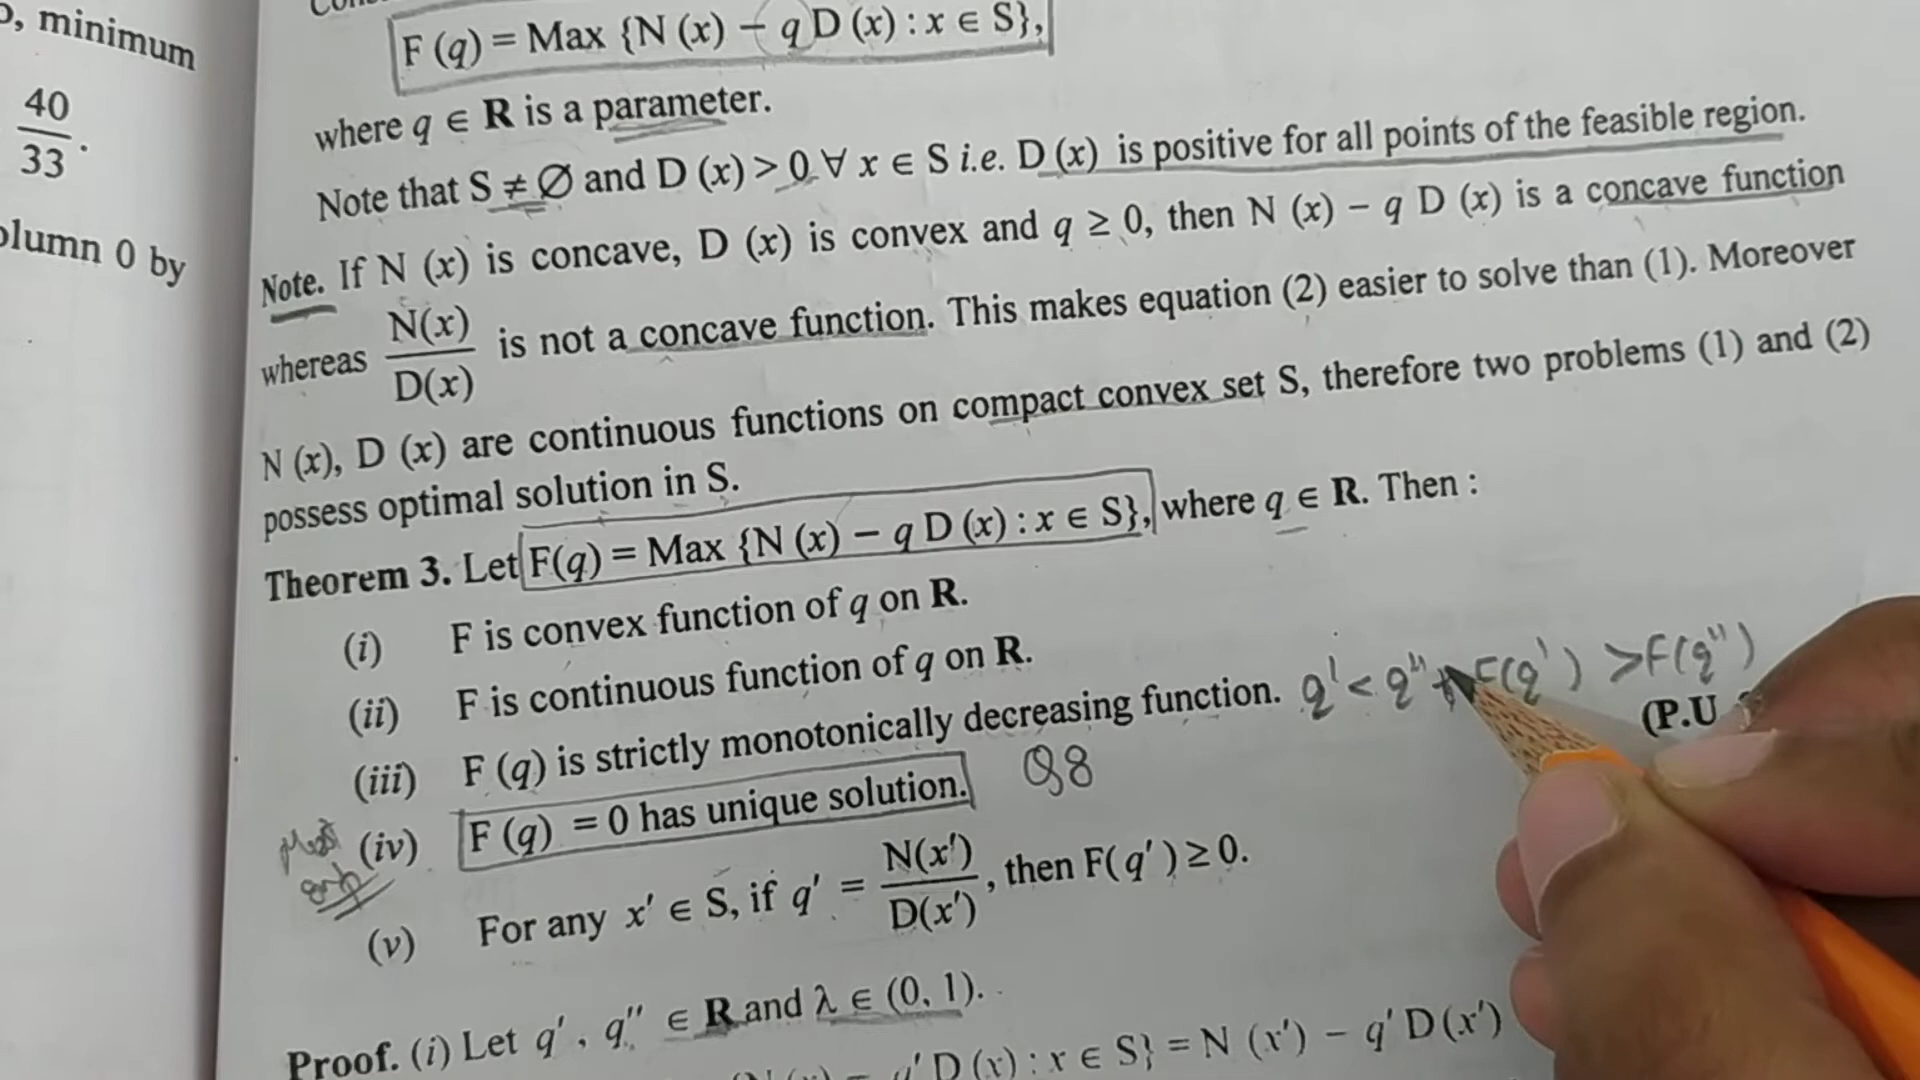 , minimum
40
33 .
olumn 0 by
F (q) = Max {N (x) − q D (x) : x ∈ S},
where q ∈ R is a parameter.
Note that S ≠ ∅ and D (x) > 0 ∀ x ∈ S i.e. D (x) is positive for all points of the feasible region.
Note. If N (x) is concave, D (x) is convex and q ≥ 0, then N (x) − q D (x) is a concave function
whereas N(x)/D(x) is not a concave function. This makes equation (2) easier to solve than (1). Moreover
N (x), D (x) are continuous functions on compact convex set S, therefore two problems (1) and (2)
possess optimal solution in S.
Theorem 3. Let F(q) = Max {N (x) − q D (x) : x ∈ S}, where q ∈ R. Then :
(i) F is convex function of q on R.
(ii) F is continuous function of q on R.
(iii) F (q) is strictly monotonically decreasing function. q' < q'' F(q') > F(q'')
(P.U
(iv) F (q) = 0 has unique solution. Q8
(v) For any x' ∈ S, if q' = N(x')/D(x'), then F(q') ≥ 0.
Proof. (i) Let q', q'' ∈ R and λ ∈ (0, 1).
q' D (x) : x ∈ S} = N (x') − q' D (x')